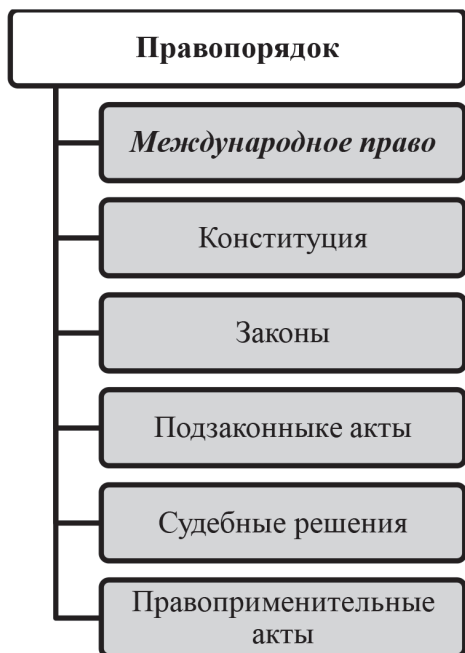 Правопорядок
Международное право
Конституция
Законы
Подзаконныке акты
Судебные решения
Правоприменительные
акты